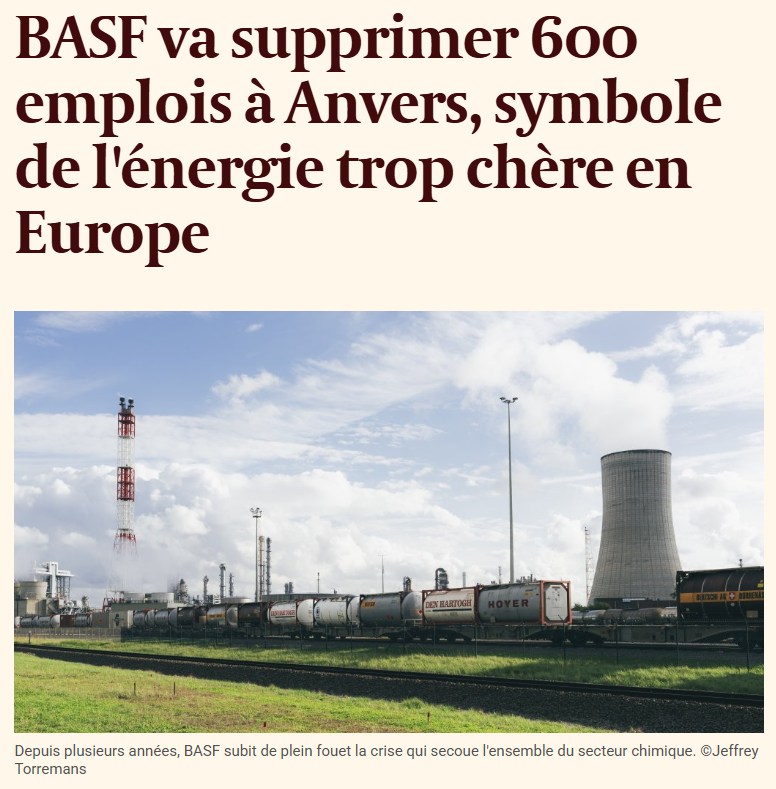 BASF va supprimer 600
emplois à Anvers, symbole
de l'énergie trop chère en
Europe
DEN HARTOGH
HOYER
Depuis plusieurs années, BASF subit de plein fouet la crise qui secoue l'ensemble du secteur chimique. ©Jeffrey
Torremans